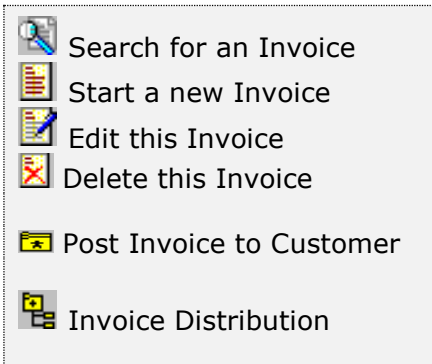 Search for an Invoice
Start a new Invoice
Edit this Invoice
Delete this Invoice
Post Invoice to Customer
Invoice Distribution